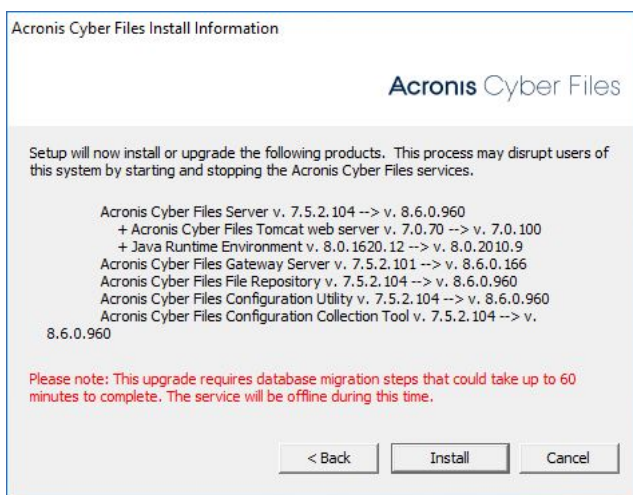 Acronis Cyber Files Install Information
Acronis Cyber Files
Setup will now install or upgrade the following products.  This process may disrupt users of
this system by starting and stopping the Acronis Cyber Files services.
Acronis Cyber Files Server v. 7.5.2.104 --> v. 8.6.0.960
+ Acronis Cyber Files Tomcat web server v. 7.0.70 --> v. 7.0.100
+ Java Runtime Environment v. 8.0.1620.12 --> v. 8.0.2010.9
Acronis Cyber Files Gateway Server v. 7.5.2.101 --> v. 8.6.0.166
Acronis Cyber Files File Repository v. 7.5.2.104 --> v. 8.6.0.960
Acronis Cyber Files Configuration Utility v. 7.5.2.104 --> v. 8.6.0.960
Acronis Cyber Files Configuration Collection Tool v. 7.5.2.104 --> v.
8.6.0.960
Please note: This upgrade requires database migration steps that could take up to 60
minutes to complete. The service will be offline during this time.
< Back Install Cancel